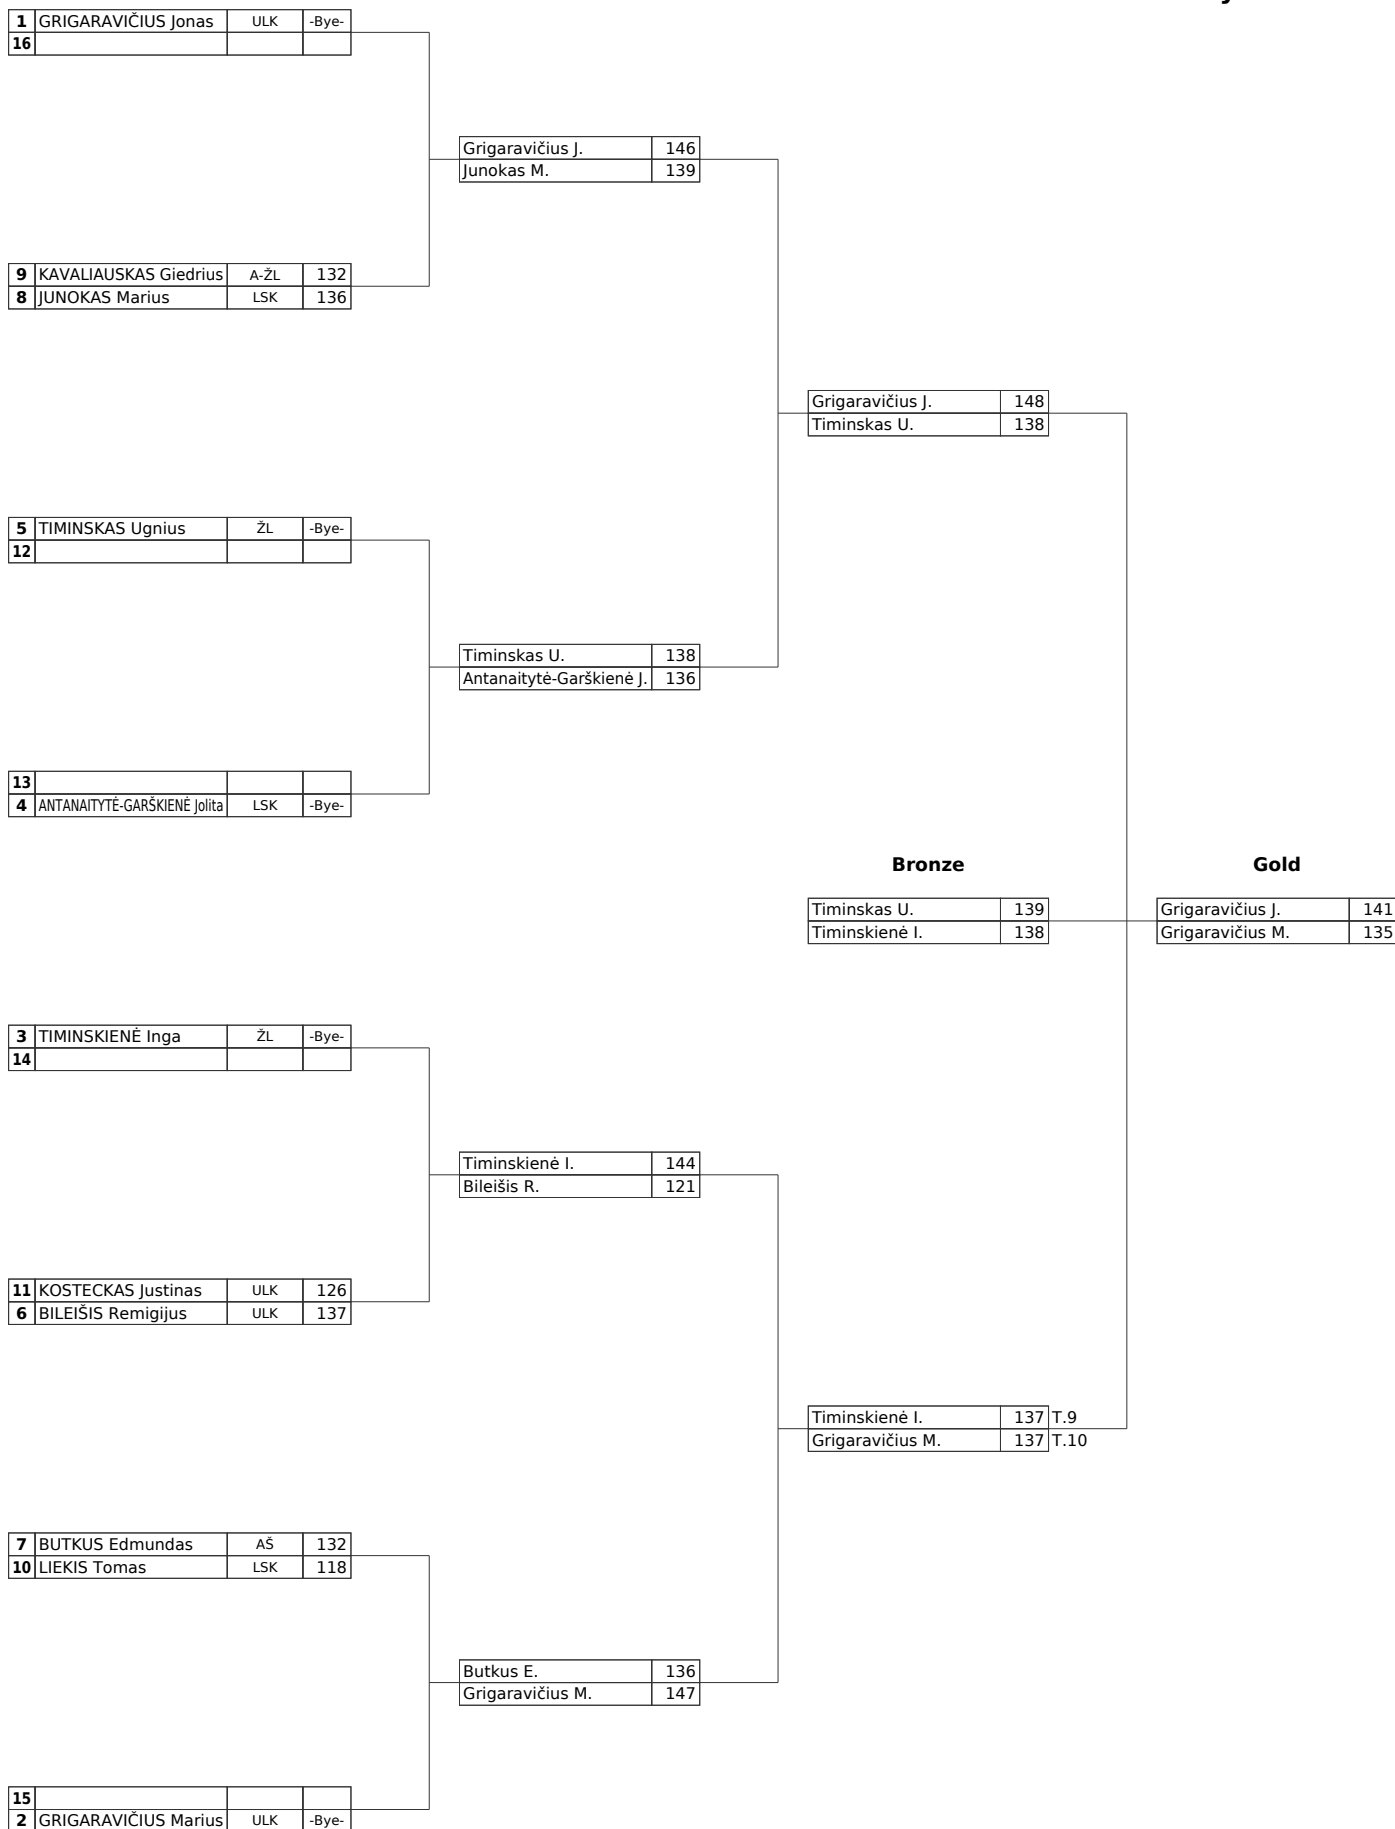 1 GRIGARAVIČIUS Jonas ULK -Bye-
16
Grigaravičius J. 146
Junokas M. 139
9 KAVALIAUSKAS Giedrius A-ŽL 132
8 JUNOKAS Marius LSK 136
Grigaravičius J. 148
Timinskas U. 138
5 TIMINSKAS Ugnius ŽL -Bye-
12
Timinskas U. 138
Antanaitytė-Garškienė J. 136
13
4 ANTANAITYTĖ-GARŠKIENĖ Jolita LSK -Bye-
Bronze Gold
Timinskas U. 139 Grigaravičius J. 141
Timinskienė I. 138 Grigaravičius M. 135
3 TIMINSKIENĖ Inga ŽL -Bye-
14
Timinskienė I. 144
Bileišis R. 121
11 KOSTECKAS Justinas ULK 126
6 BILEIŠIS Remigijus ULK 137
Timinskienė I. 137 T.9
Grigaravičius M. 137 T.10
7 BUTKUS Edmundas AŠ 132
10 LIEKIS Tomas LSK 118
Butkus E. 136
Grigaravičius M. 147
15
2 GRIGARAVIČIUS Marius ULK -Bye-